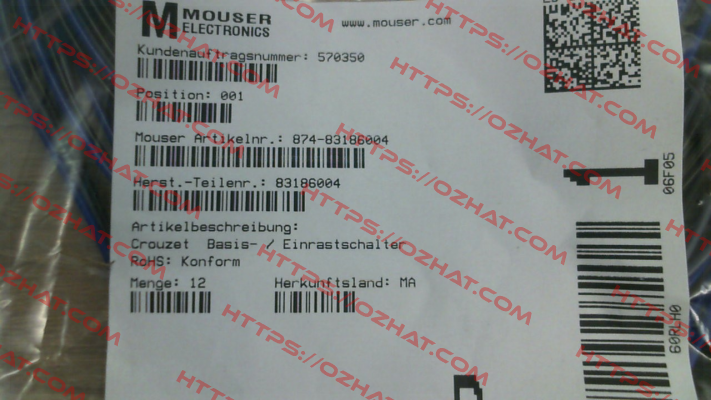 MOUSER
ELECTRONICS
www.mouser.com
Kundenauftragsnummer: 570350
Position: 001
Mouser Artikelnr.: 874-83186004
Herst.-Teilenr.: 83186004
Artikelbeschreibung:
Crouzet Basis- / Einrastschalter
RoHS: Konform
Menge: 12
Herkunftsland: MA
06F05
60RLH0
HTTPS://OZHAT.COM